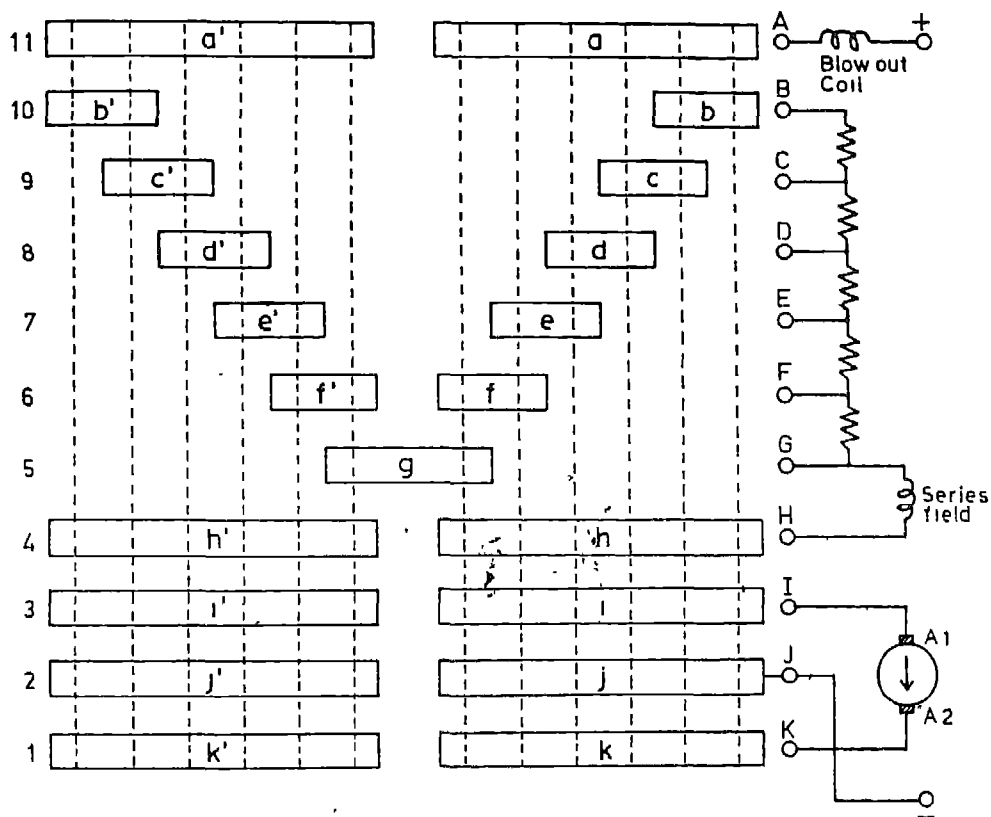 11 a' a A + Blow out Coil
10 b' b B
9 c' c C
8 d' d D
7 e' e E
6 f' f F
5 g G Series field
4 h' h H
3 i' i I A1
2 j' j J A2
1 k' k K
−